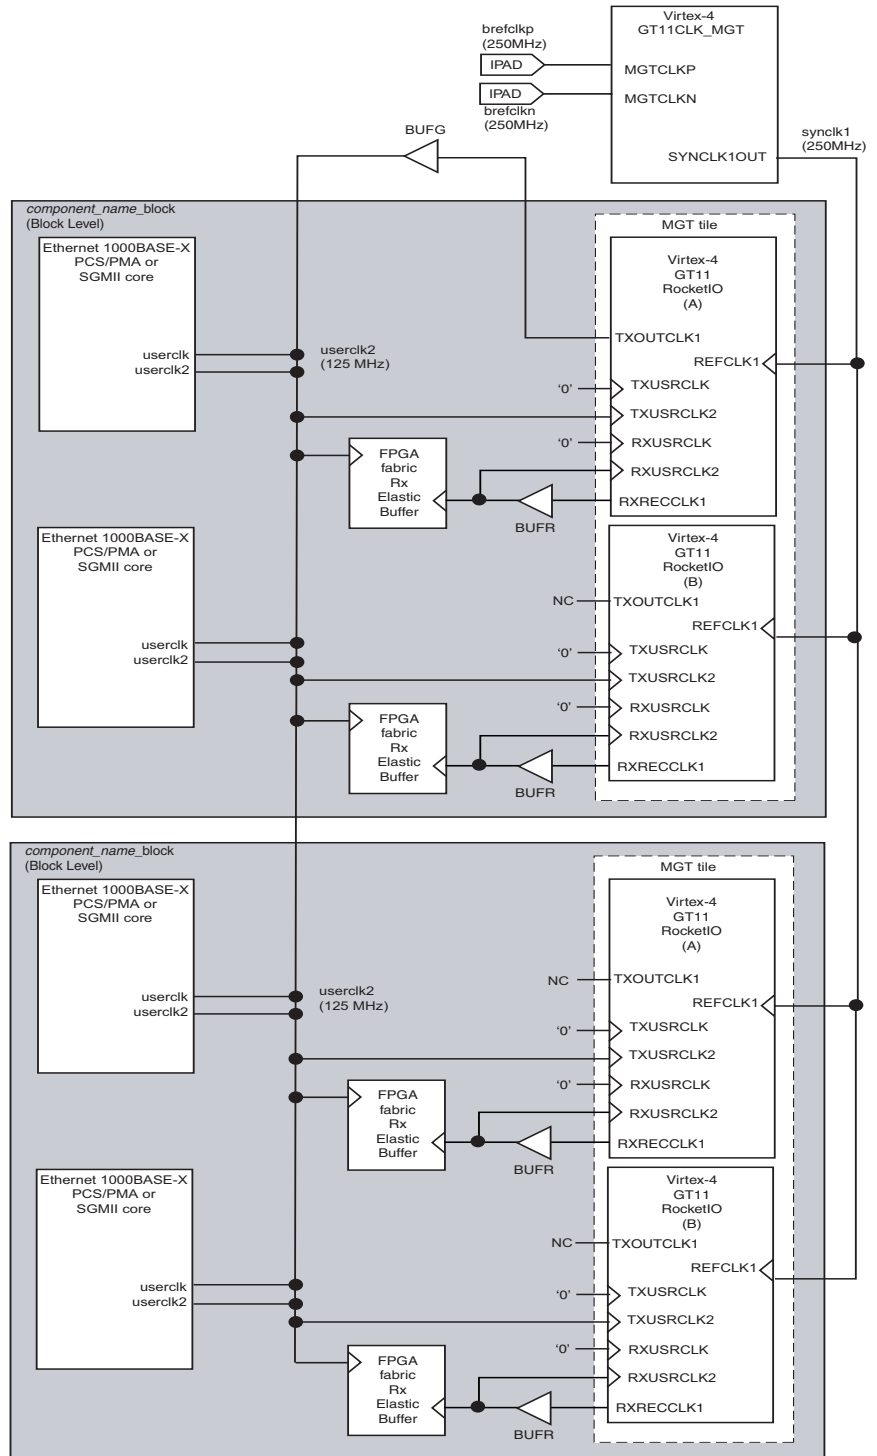 Virtex-4
GT11CLK_MGT
brefclkp
(250MHz)
IPAD
MGTCLKP
IPAD
MGTCLKN
brefclkn
(250MHz)
synclk1
(250MHz)
SYNCLK1OUT
BUFG
component_name_block
(Block Level)
MGT tile
Ethernet 1000BASE-X
PCS/PMA or
SGMII core
userclk
userclk2
userclk2
(125 MHz)
Virtex-4
GT11
RocketIO
(A)
TXOUTCLK1
REFCLK1
'0'
TXUSRCLK
TXUSRCLK2
'0'
RXUSRCLK
RXUSRCLK2
RXRECCLK1
FPGA
fabric
Rx
Elastic
Buffer
BUFR
Ethernet 1000BASE-X
PCS/PMA or
SGMII core
userclk
userclk2
Virtex-4
GT11
RocketIO
(B)
NC
TXOUTCLK1
REFCLK1
'0'
TXUSRCLK
TXUSRCLK2
'0'
RXUSRCLK
RXUSRCLK2
RXRECCLK1
FPGA
fabric
Rx
Elastic
Buffer
BUFR
component_name_block
(Block Level)
MGT tile
Ethernet 1000BASE-X
PCS/PMA or
SGMII core
userclk
userclk2
userclk2
(125 MHz)
Virtex-4
GT11
RocketIO
(A)
NC
TXOUTCLK1
REFCLK1
'0'
TXUSRCLK
TXUSRCLK2
'0'
RXUSRCLK
RXUSRCLK2
RXRECCLK1
FPGA
fabric
Rx
Elastic
Buffer
BUFR
Ethernet 1000BASE-X
PCS/PMA or
SGMII core
userclk
userclk2
Virtex-4
GT11
RocketIO
(B)
NC
TXOUTCLK1
REFCLK1
'0'
TXUSRCLK
TXUSRCLK2
'0'
RXUSRCLK
RXUSRCLK2
RXRECCLK1
FPGA
fabric
Rx
Elastic
Buffer
BUFR